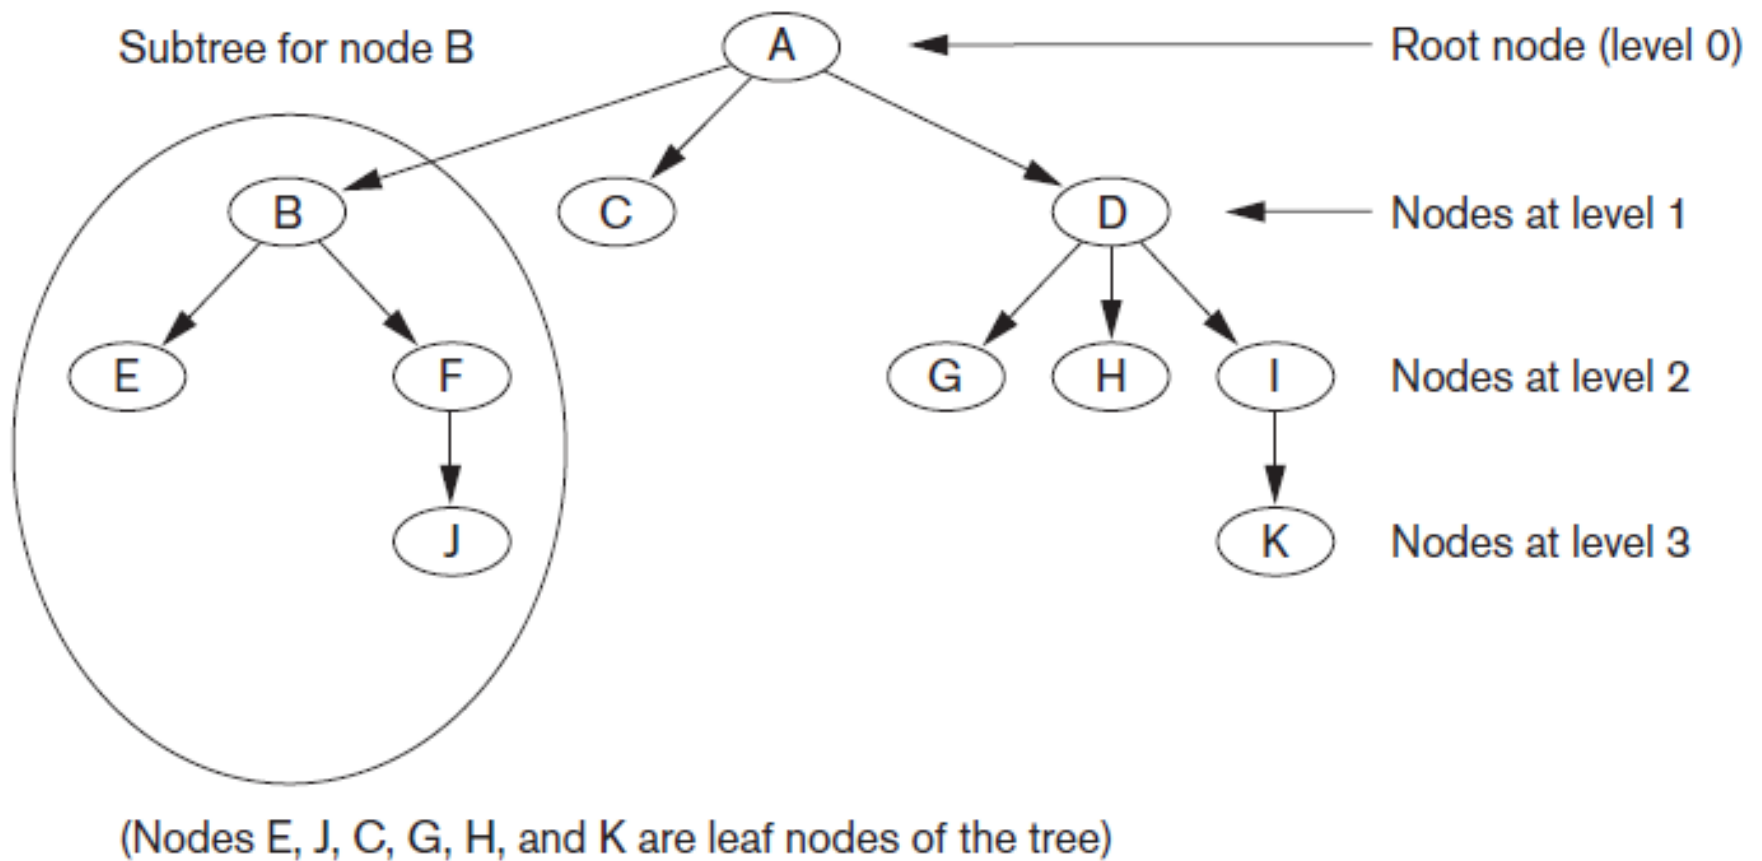 Subtree for node B
A
Root node (level 0)
B
C
D
Nodes at level 1
E
F
G
H
I
Nodes at level 2
J
K
Nodes at level 3
(Nodes E, J, C, G, H, and K are leaf nodes of the tree)